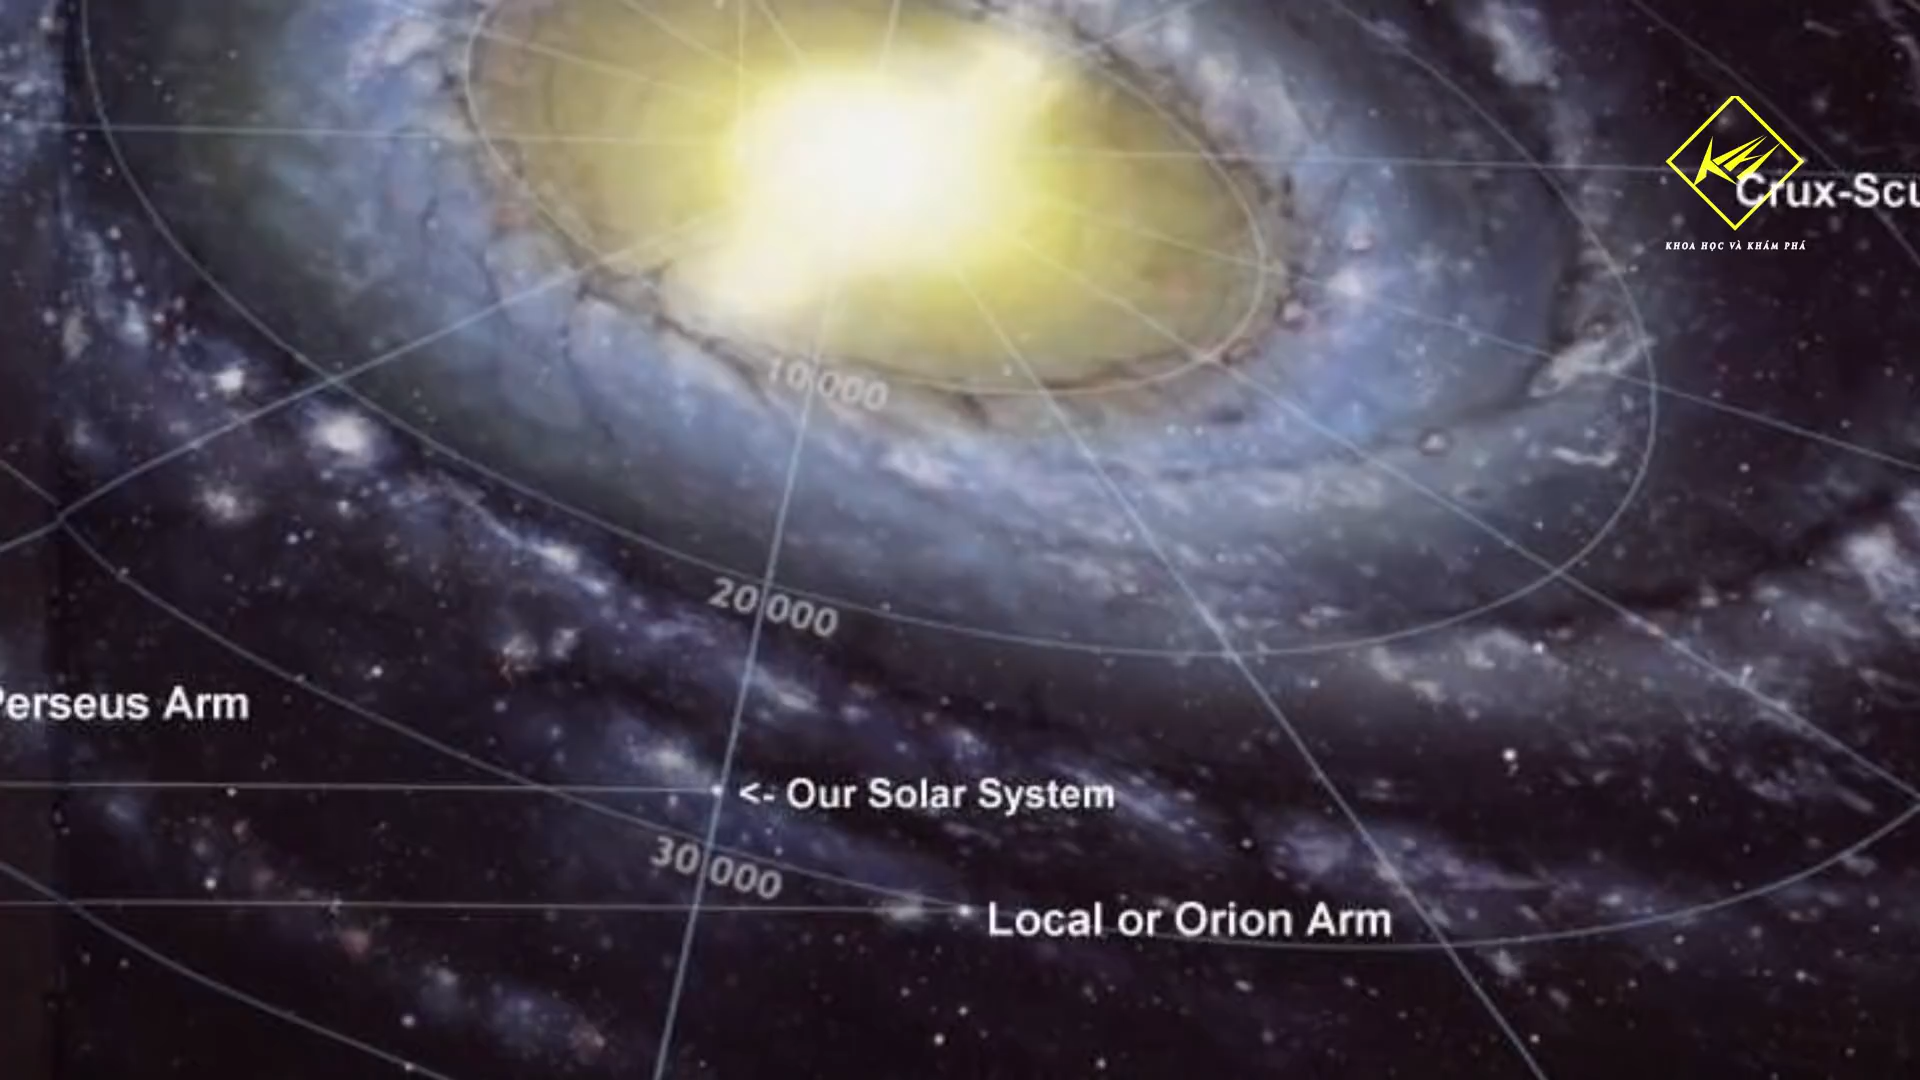 Crux-Scu
KHOA HỌC VÀ KHÁM PHÁ
10 000
20 000
Perseus Arm
<- Our Solar System
30 000
Local or Orion Arm